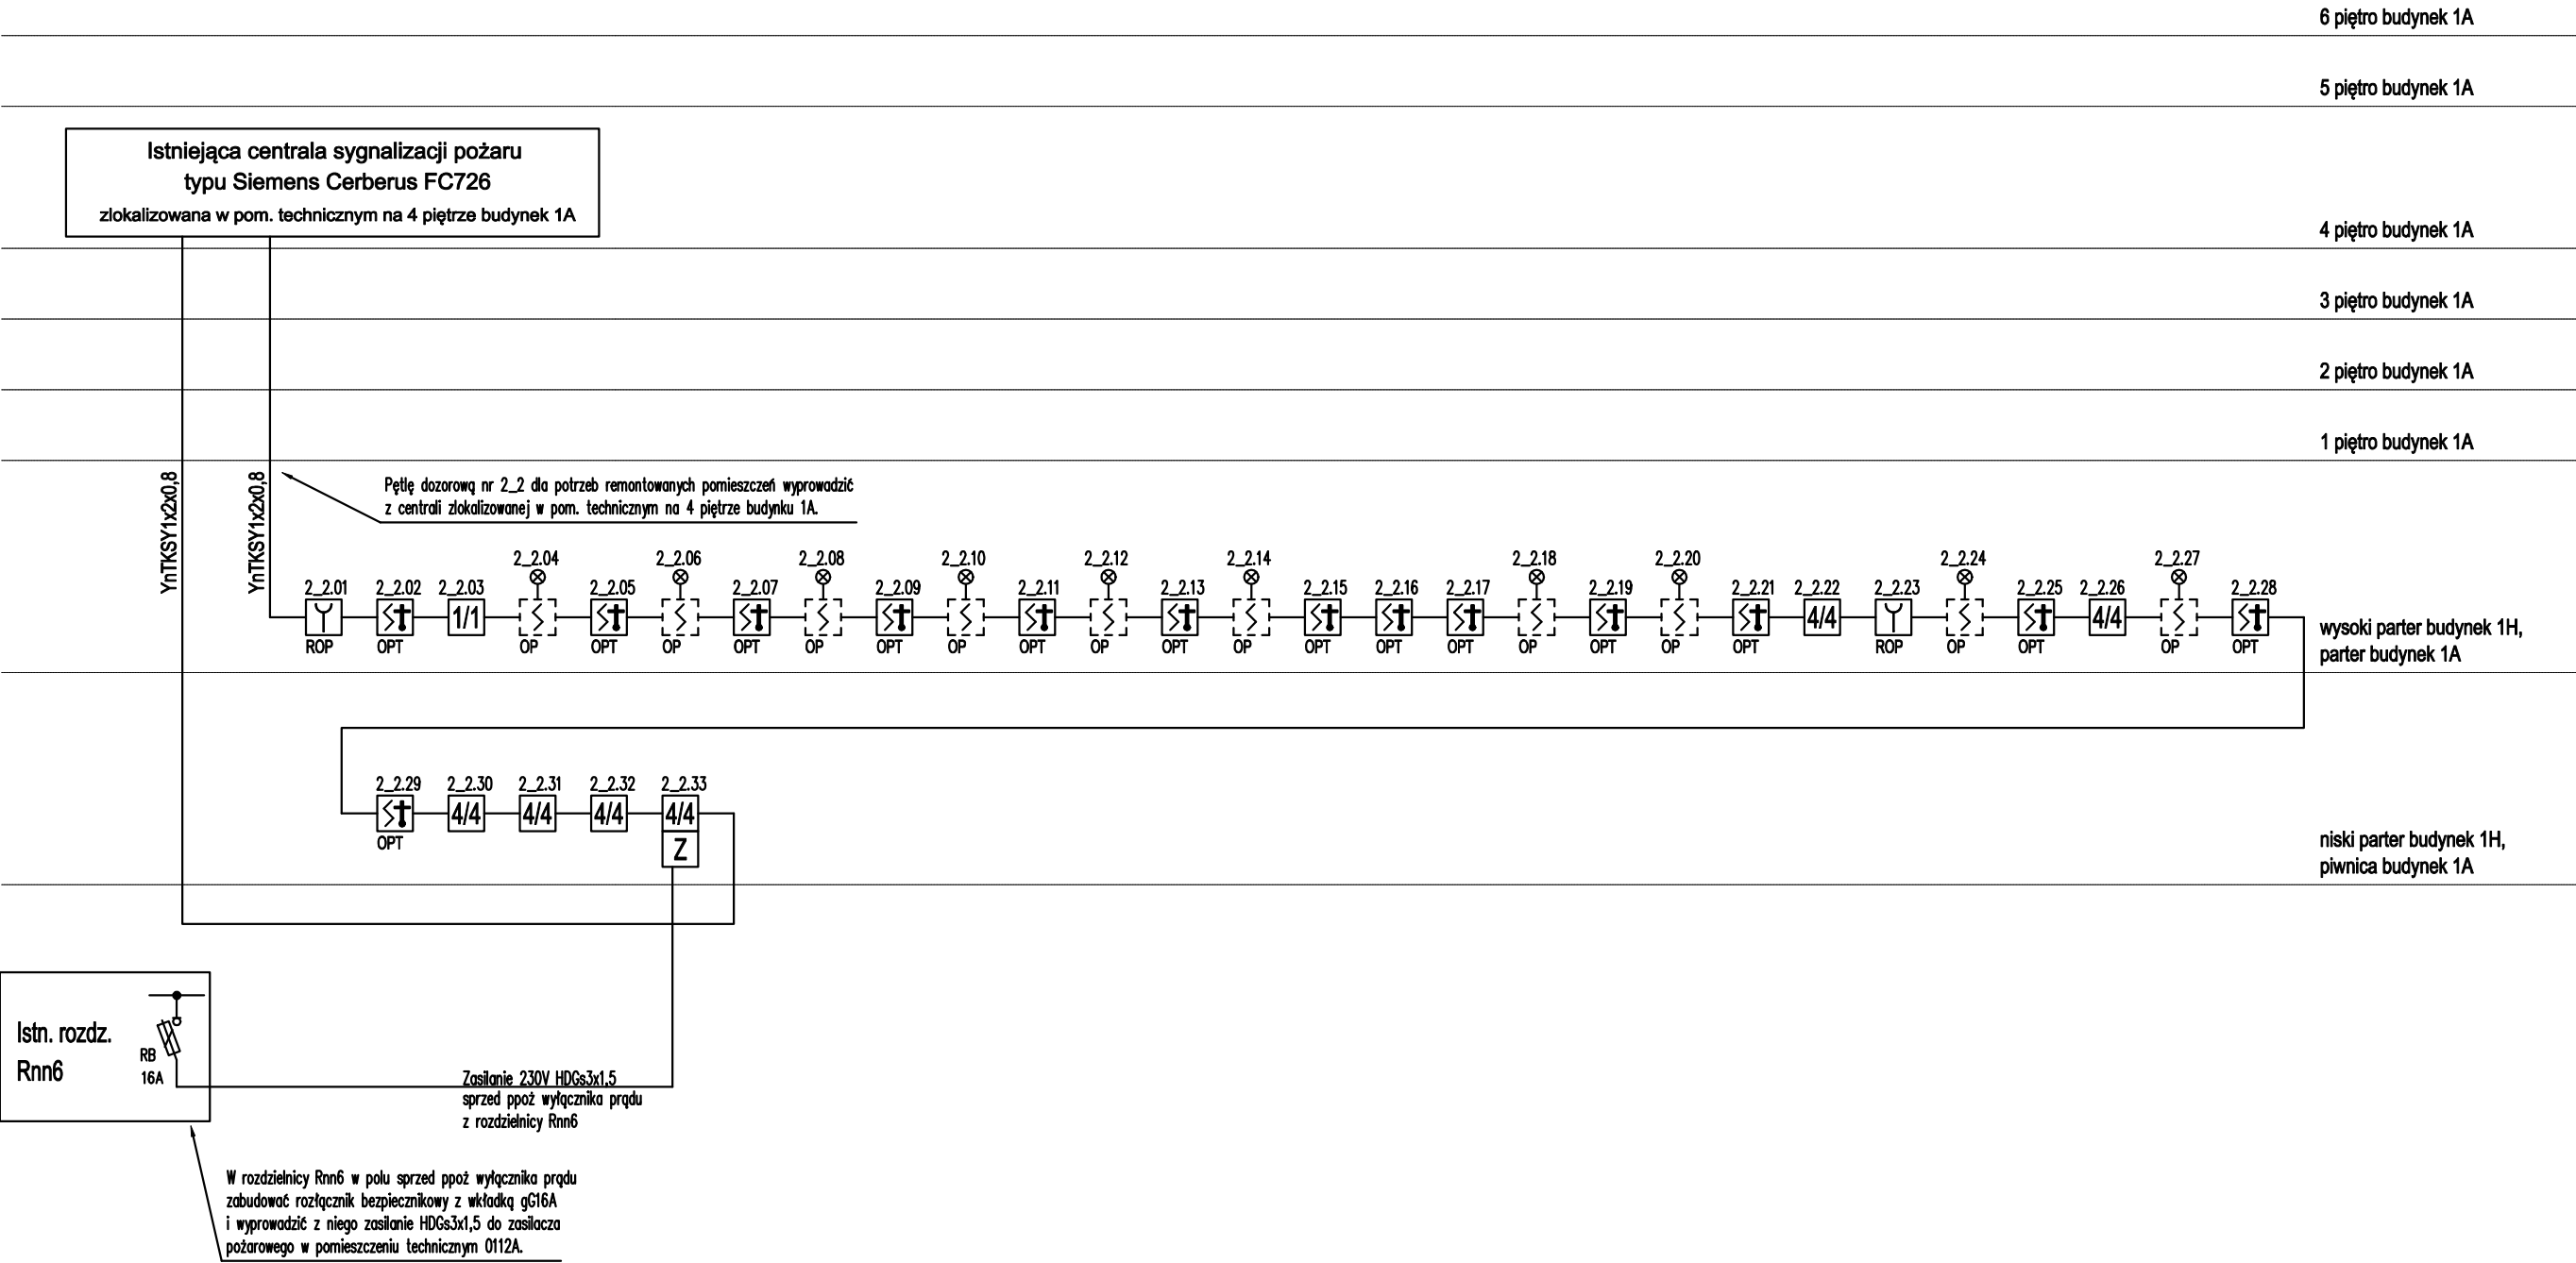 6 piętro budynek 1A
5 piętro budynek 1A
Istniejąca centrala sygnalizacji pożaru
typu Siemens Cerberus FC726
zlokalizowana w pom. technicznym na 4 piętrze budynek 1A
4 piętro budynek 1A
3 piętro budynek 1A
2 piętro budynek 1A
1 piętro budynek 1A
YnTKSY1x2x0,8
YnTKSY1x2x0,8
Pętlę dozorową nr 2_2 dla potrzeb remontowanych pomieszczeń wyprowadzić
z centrali zlokalizowanej w pom. technicznym na 4 piętrze budynku 1A.
2_2.04 2_2.06 2_2.08 2_2.10 2_2.12 2_2.14 2_2.18 2_2.20 2_2.24 2_2.27
2_2.01 2_2.02 2_2.03 2_2.05 2_2.07 2_2.09 2_2.11 2_2.13 2_2.15 2_2.16 2_2.17 2_2.19 2_2.21 2_2.22 2_2.23 2_2.25 2_2.26 2_2.28
1/1 4/4 4/4
ROP OPT OP OPT OP OPT OP OPT OP OPT OP OPT OP OPT OPT OPT OP OPT OP OPT ROP OP OPT OP OPT
wysoki parter budynek 1H,
parter budynek 1A
2_2.29 2_2.30 2_2.31 2_2.32 2_2.33
4/4 4/4 4/4 4/4
OPT
Z
niski parter budynek 1H,
piwnica budynek 1A
Istn. rozdz.
Rnn6
RB
16A
Zasilanie 230V HDGs3x1,5
sprzed ppoż wyłącznika prądu
z rozdzielnicy Rnn6
W rozdzielnicy Rnn6 w polu sprzed ppoż wyłącznika prądu
zabudować rozłącznik bezpiecznikowy z wkładką gG16A
i wyprowadzić z niego zasilanie HDGs3x1,5 do zasilacza
pożarowego w pomieszczeniu technicznym 0112A.